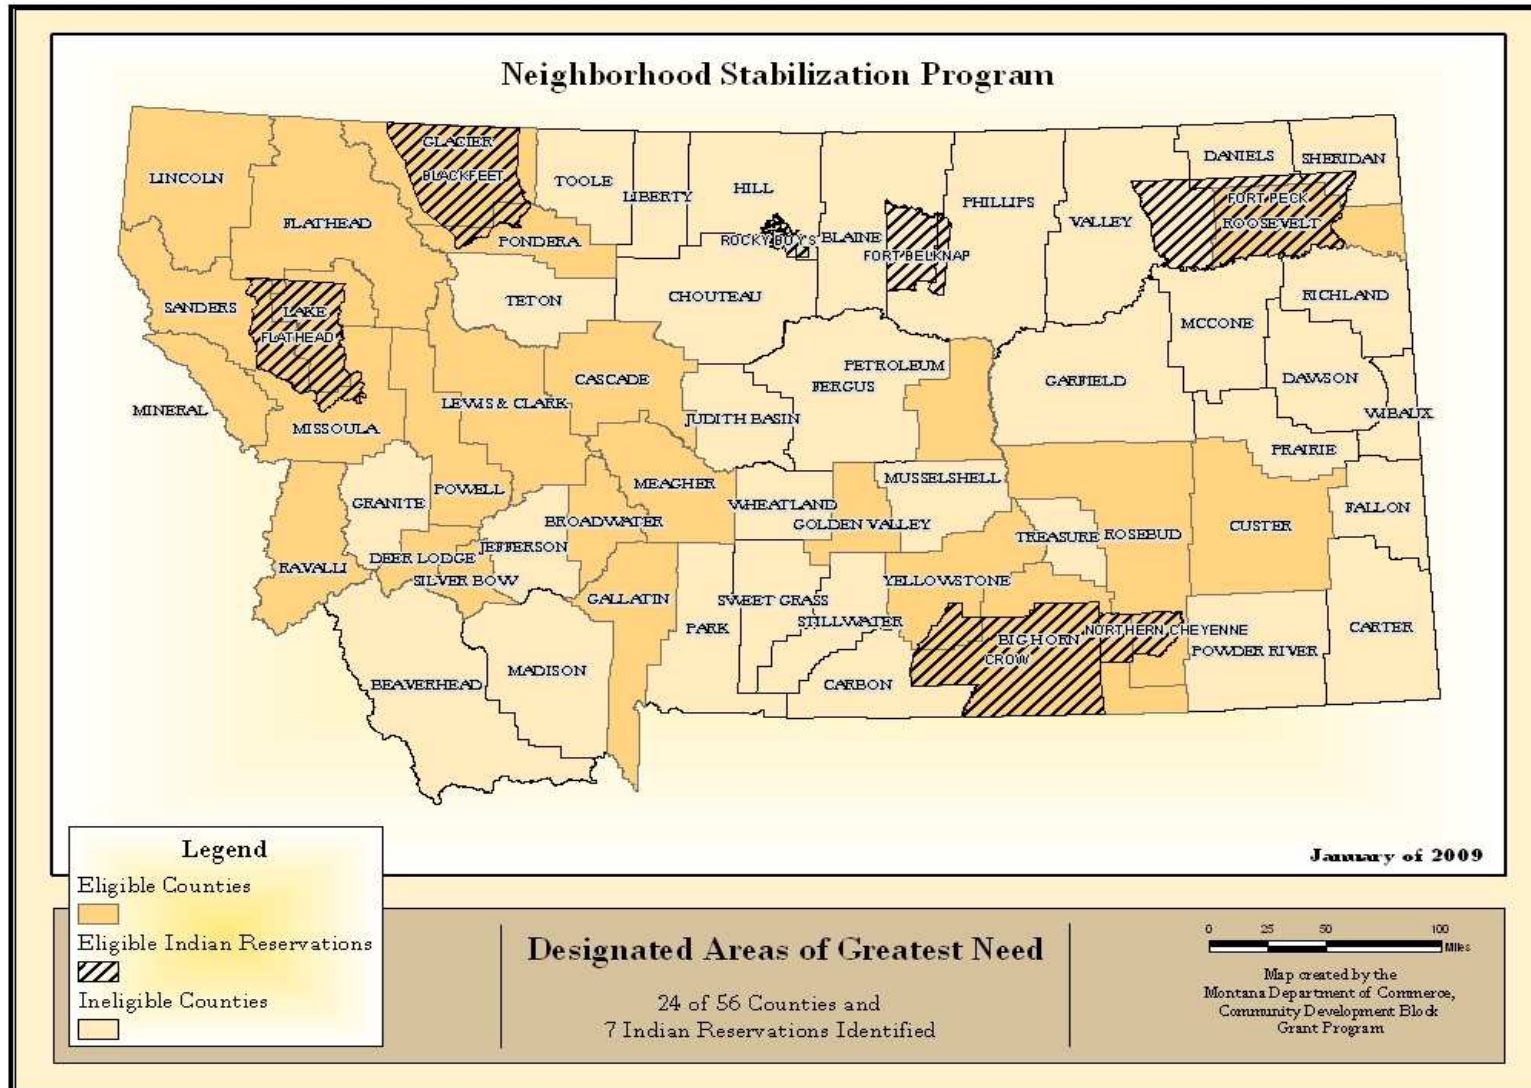 Neighborhood Stabilization Program
GLACIER
BLACKFEET
LINCOLN
TOOLE
LIBERTY
HILL
DANIELS
SHERIDAN
FLATHEAD
PHILLIPS
VALLEY
FORT PECK
ROOSEVELT
PONDERA
ROCKY BOY'S
BLAINE
FORT BELKNAP
SANDERS
LAKE
FLATHEAD
TETON
CHOUTEAU
RICHLAND
MCCONE
CASCADE
PETROLEUM
FERGUS
GARFIELD
DAWSON
MINERAL
LEWIS & CLARK
JUDITH BASIN
WIBAUX
MISSOULA
PRAIRIE
GRANITE
POWELL
MEAGHER
WHEATLAND
MUSSELSHELL
FALLON
BROADWATER
GOLDEN VALLEY
TREASURE
ROSEBUD
CUSTER
DEER LODGE
JEFFERSON
RAVALLI
SILVER BOW
YELLOWSTONE
GALLATIN
SWEET GRASS
STILLWATER
PARK
BIG HORN
CROW
NORTHERN CHEYENNE
CARTER
POWDER RIVER
MADISON
BEAVERHEAD
CARBON
January of 2009
Legend
Eligible Counties
Eligible Indian Reservations
Ineligible Counties
Designated Areas of Greatest Need
24 of 56 Counties and
7 Indian Reservations Identified
0 25 50 100
Miles
Map created by the
Montana Department of Commerce,
Community Development Block
Grant Program